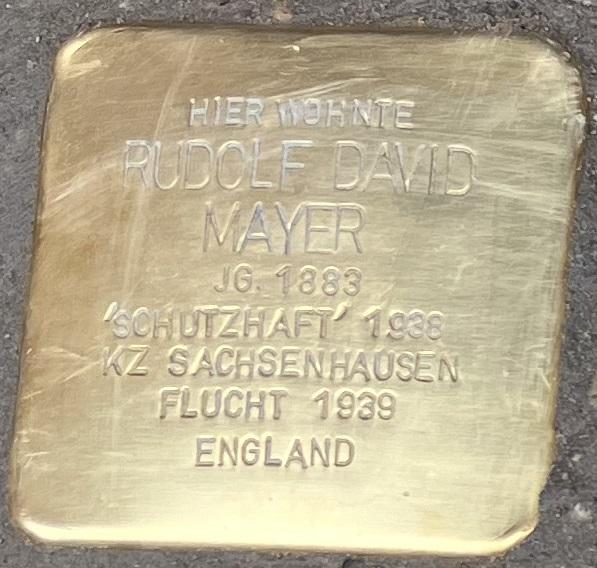 HIER WOHNTE
RUDOLF DAVID
MAYER
JG. 1883
'SCHUTZHAFT' 1938
KZ SACHSENHAUSEN
FLUCHT 1939
ENGLAND